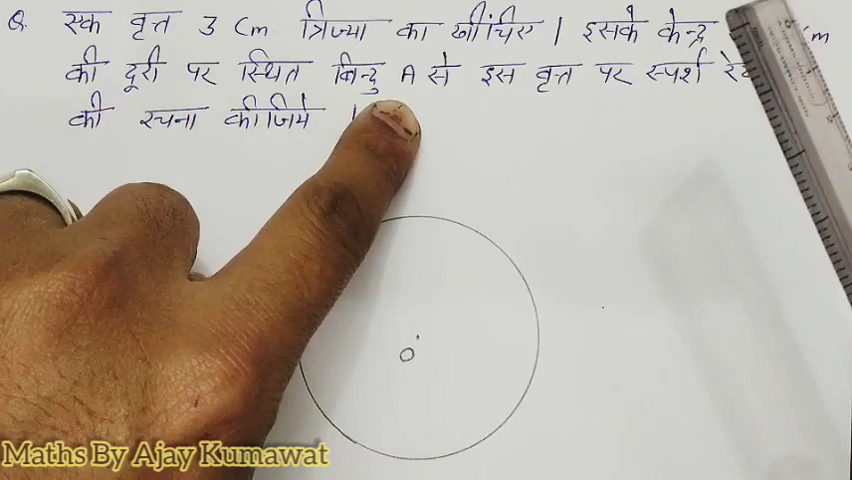 Q. एक वृत्त 3 Cm त्रिज्या का खींचिए। इसके केन्द्र m
की दूरी पर स्थित बिन्दु A से इस वृत्त पर स्पर्श
की रचना कीजिये।
O
Maths By Ajay Kumawat